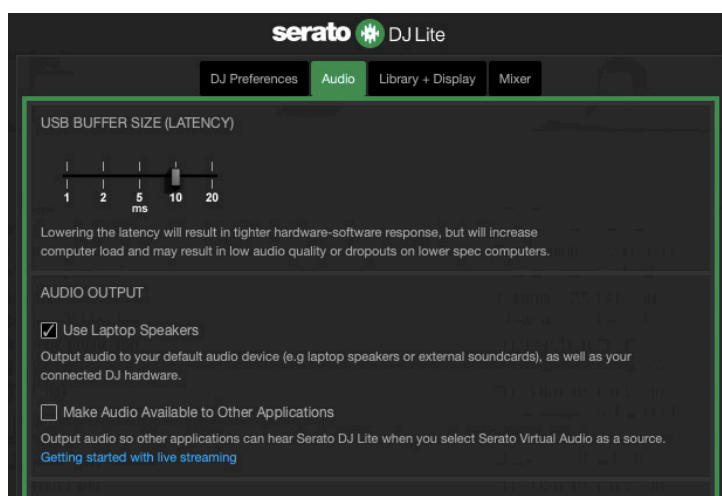 serato DJ Lite
DJ Preferences Audio Library + Display Mixer
USB BUFFER SIZE (LATENCY)
1 2 5 10 20
ms
Lowering the latency will result in tighter hardware-software response, but will increase
computer load and may result in low audio quality or dropouts on lower spec computers.
AUDIO OUTPUT
Use Laptop Speakers
Output audio to your default audio device (e.g laptop speakers or external soundcards), as well as your
connected DJ hardware.
Make Audio Available to Other Applications
Output audio so other applications can hear Serato DJ Lite when you select Serato Virtual Audio as a source.
Getting started with live streaming